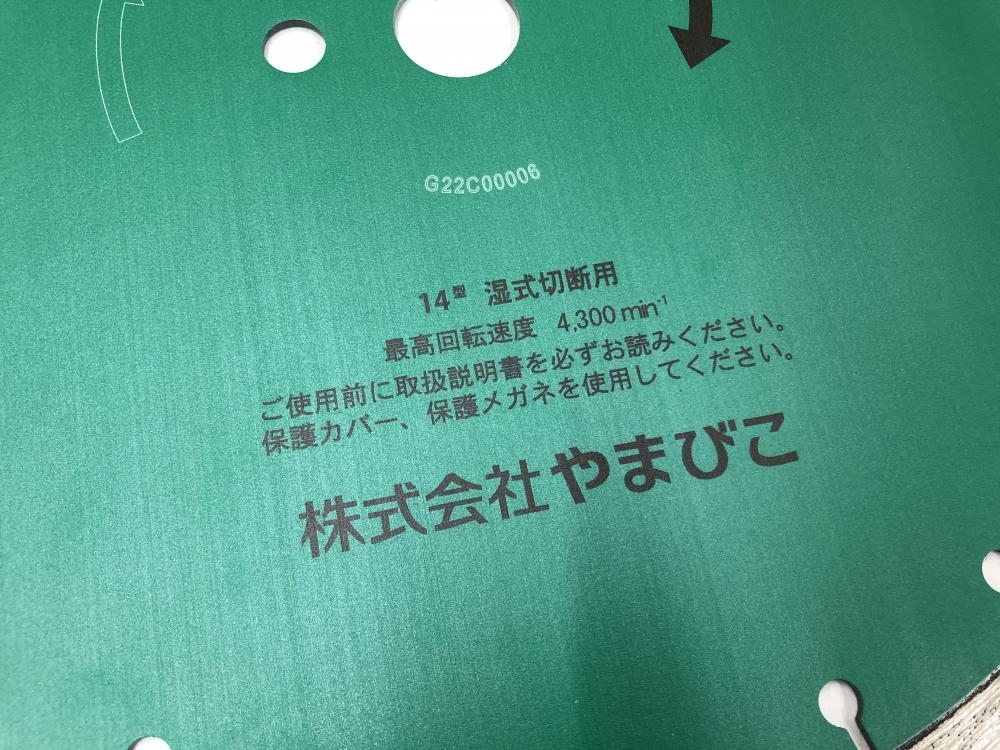 G22C00006
14型 湿式切断用
最高回転速度 4,300 min⁻¹
ご使用前に取扱説明書を必ずお読みください。
保護カバー、保護メガネを使用してください。
株式会社やまびこ